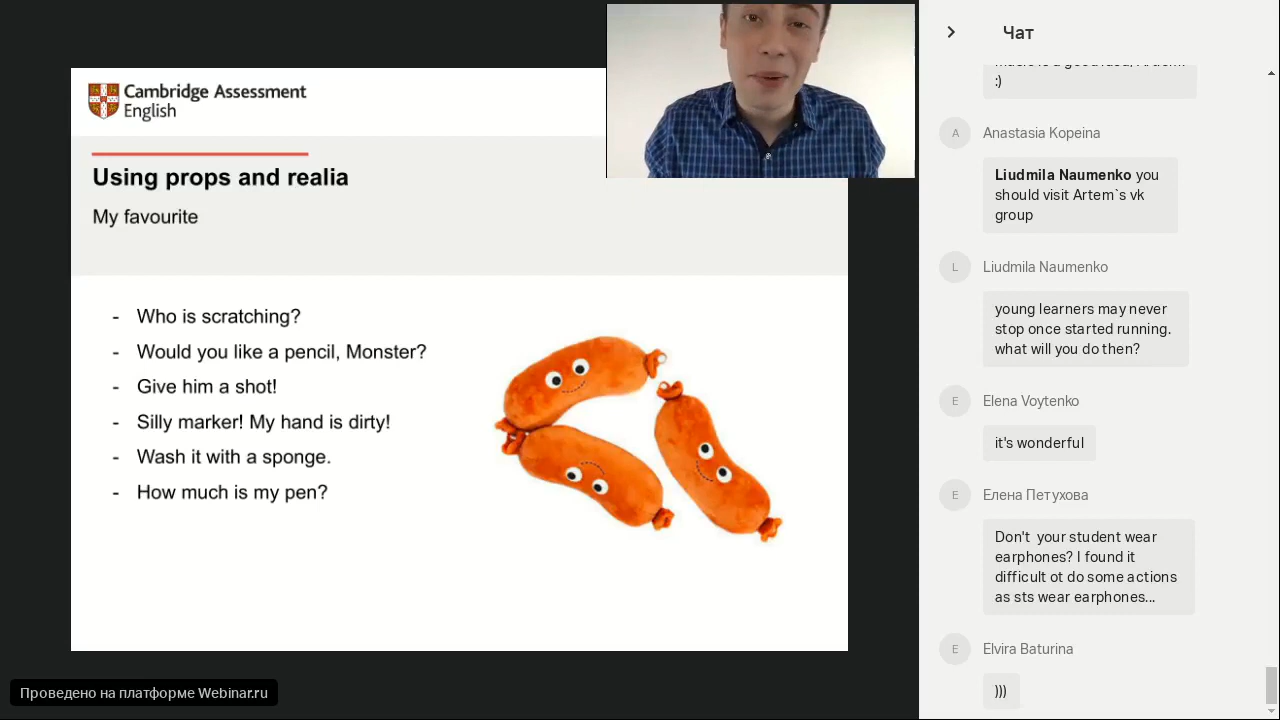 Cambridge Assessment
English
Using props and realia
My favourite
- Who is scratching?
- Would you like a pencil, Monster?
- Give him a shot!
- Silly marker! My hand is dirty!
- Wash it with a sponge.
- How much is my pen?
Проведено на платформе Webinar.ru
Чат
:)
A
Anastasia Kopeina
Liudmila Naumenko you
should visit Artem`s vk
group
L
Liudmila Naumenko
young learners may never
stop once started running.
what will you do then?
E
Elena Voytenko
it's wonderful
Е
Елена Петухова
Don't  your student wear
earphones? I found it
difficult ot do some actions
as sts wear earphones...
E
Elvira Baturina
)))